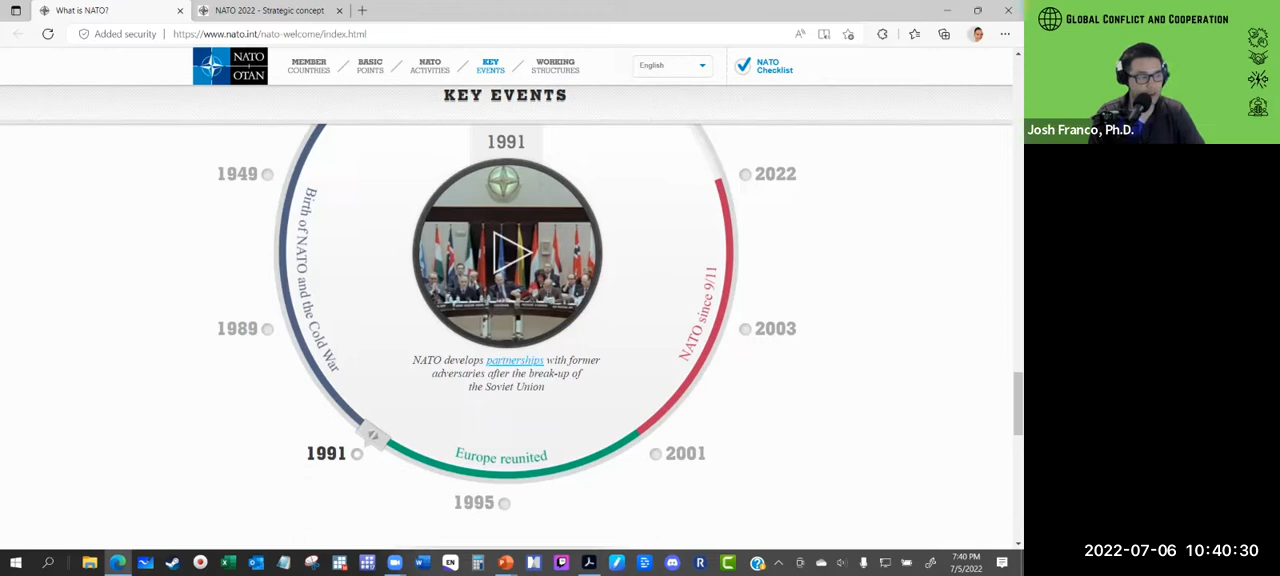 What is NATO?
NATO 2022 - Strategic concept
Added security
https://www.nato.int/nato-welcome/index.html
NATO
OTAN
MEMBER
COUNTRIES
BASIC
POINTS
NATO
ACTIVITIES
KEY
EVENTS
WORKING
STRUCTURES
English
NATO
Checklist
KEY EVENTS
1991
1949
2022
Birth of NATO and the Cold War
NATO since 9/11
1989
2003
NATO develops partnerships with former
adversaries after the break-up of
the Soviet Union
1991
Europe reunited
2001
1995
7:40 PM
7/5/2022
GLOBAL CONFLICT AND COOPERATION
Josh Franco, Ph.D.
2022-07-06 10:40:30